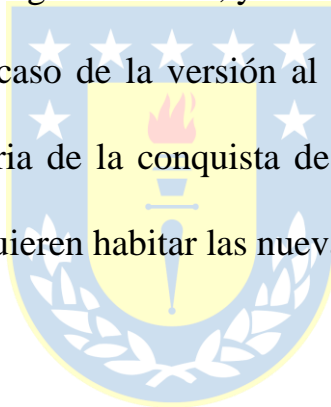 caso de la versión al
ria de la conquista de
uieren habitar las nuev